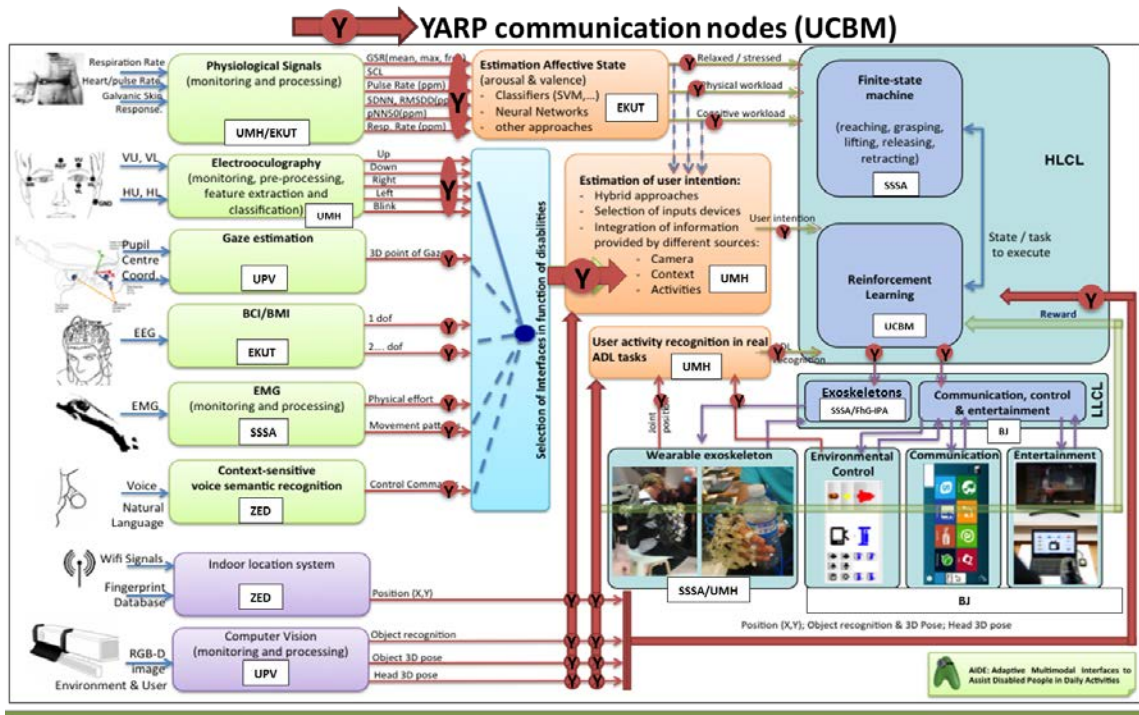 Y
YARP communication nodes (UCBM)
Respiration Rate
Heart/pulse Rate
Galvanic Skin
Response.
Physiological Signals
(monitoring and processing)
UMH/EKUT
GSR(mean, max,
SCL
Pulse Rate (ppm)
SDNN,
pNN50(ppm)
Resp. Rate (ppm)
Y
Estimation Affective State
(arousal & valence)
- Classifiers (SVM,...)
- Neural Networks
- other approaches
EKUT
Y
Relaxed / stressed
Y
Physical workload
Y
Cognitive workload
Finite-state
machine
(reaching, grasping,
lifting, releasing,
retracting)
SSSA
HLCL
VU, VL
HU, HL
REF
VU
HL
VL
GND
Electrooculography
(monitoring, pre-processing,
feature extraction and
classification)
UMH
Up
Down
Right
Left
Blink
Y
Selection of Interfaces in function of disabilities
Y
Estimation of user intention:
- Hybrid approaches
- Selection of inputs devices
- Integration of information
provided by different sources:
- Camera
- Context
- Activities
UMH
User intention
Y
State / task
to execute
Reinforcement
Learning
UCBM
Y
Reward
Pupil
Centre
Coord.
Gaze estimation
UPV
3D point of Gaze
Y
EEG
BCI/BMI
EKUT
1 dof
Y
2.... dof
Y
User activity recognition in real
ADL tasks
UMH
Y
Y
Y
EMG
EMG
(monitoring and processing)
SSSA
Physical effort
Y
Movement
Y
Joint
position
Y
Y
Exoskeletons
SSSA/FhG-IPA
Communication, control
& entertainment
BJ
LLCL
Voice
Natural
Language
Context-sensitive
voice semantic recognition
ZED
Control
Y
Wearable exoskeleton
SSSA/UMH
Environmental
Control
Communication
Entertainment
BJ
Wifi Signals
Fingerprint
Database
Indoor location system
ZED
Position (X,Y)
Y
Y
Position (X,Y); Object recognition & 3D Pose; Head 3D pose
RGB-D
image
Environment & User
Computer Vision
(monitoring and processing)
UPV
Object recognition
Y
Y
Object 3D pose
Y
Y
Head 3D pose
Y
Y
AIDE: Adaptive Multimodal Interfaces to
Assist Disabled People in Daily Activities